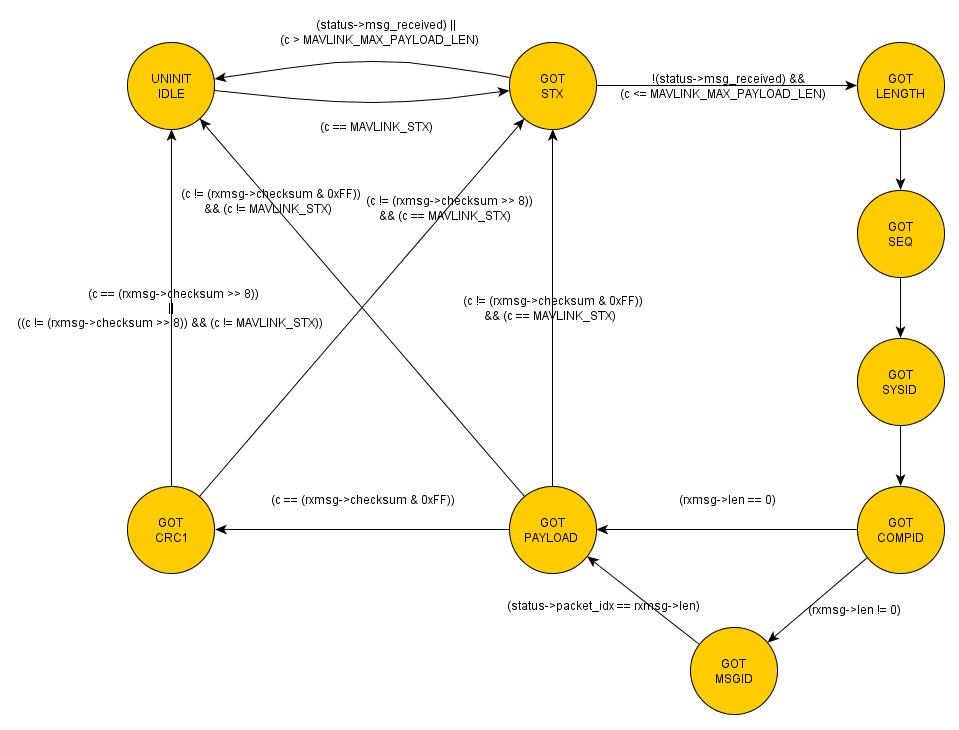 (status->msg_received) ||
(c > MAVLINK_MAX_PAYLOAD_LEN)
UNINIT
IDLE
GOT
STX
!(status->msg_received) &&
(c <= MAVLINK_MAX_PAYLOAD_LEN)
GOT
LENGTH
(c == MAVLINK_STX)
(c != (rxmsg->checksum & 0xFF))
&& (c != MAVLINK_STX)
(c != (rxmsg->checksum >> 8))
&& (c == MAVLINK_STX)
GOT
SEQ
(c == (rxmsg->checksum >> 8))
||
((c != (rxmsg->checksum >> 8)) && (c != MAVLINK_STX))
(c != (rxmsg->checksum & 0xFF))
&& (c == MAVLINK_STX)
GOT
SYSID
GOT
CRC1
(c == (rxmsg->checksum & 0xFF))
GOT
PAYLOAD
(rxmsg->len == 0)
GOT
COMPID
(status->packet_idx == rxmsg->len)
(rxmsg->len != 0)
GOT
MSGID